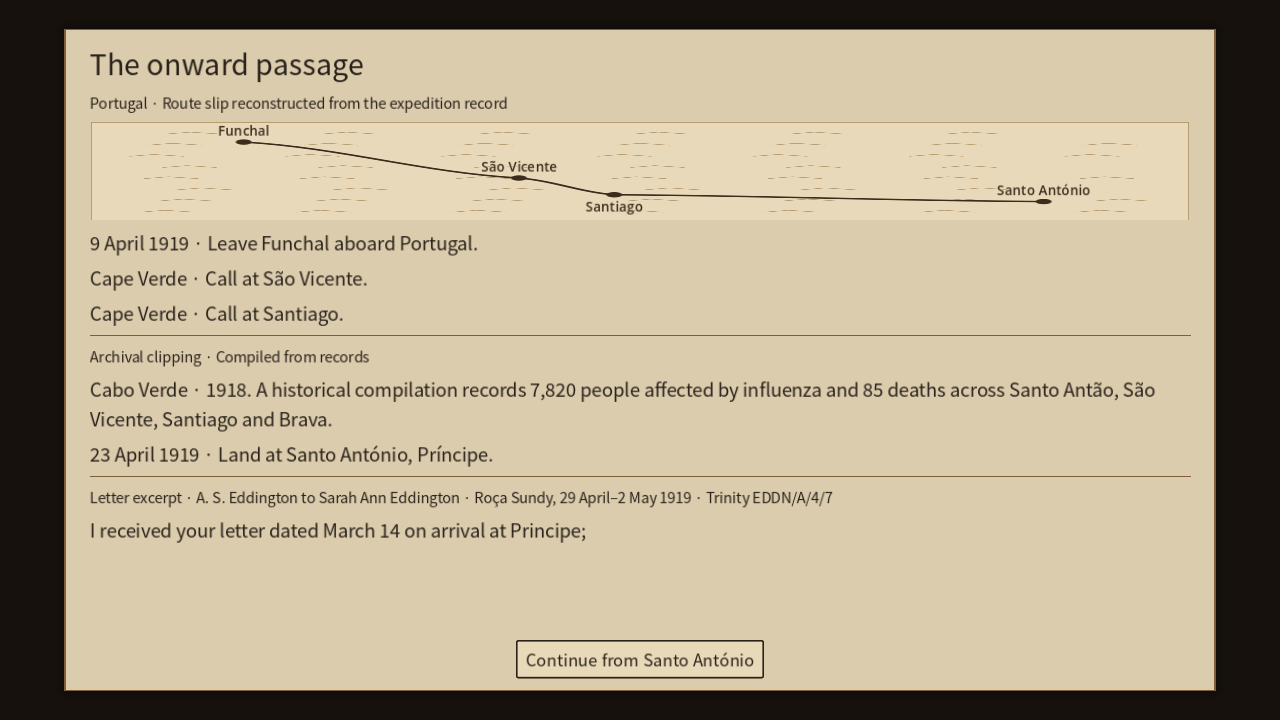 The onward passage
Portugal · Route slip reconstructed from the expedition record
Funchal
São Vicente
Santiago
Santo António
9 April 1919 · Leave Funchal aboard Portugal.
Cape Verde · Call at São Vicente.
Cape Verde · Call at Santiago.
Archival clipping · Compiled from records
Cabo Verde · 1918. A historical compilation records 7,820 people affected by influenza and 85 deaths across Santo Antão, São
Vicente, Santiago and Brava.
23 April 1919 · Land at Santo António, Príncipe.
Letter excerpt · A. S. Eddington to Sarah Ann Eddington · Roça Sundy, 29 April–2 May 1919 · Trinity EDDN/A/4/7
I received your letter dated March 14 on arrival at Principe;
Continue from Santo António